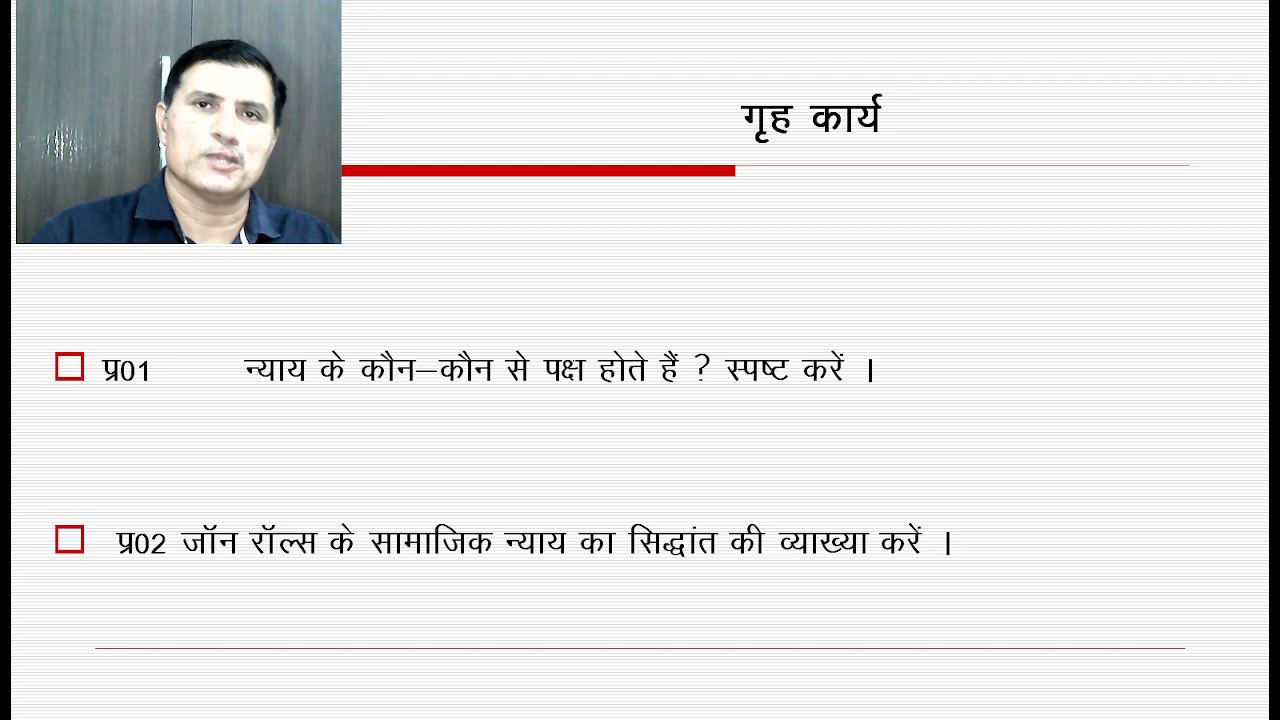 गृह कार्य
प्र01 न्याय के कौन–कौन से पक्ष होते हैं ? स्पष्ट करें ।
प्र02 जॉन रॉल्स के सामाजिक न्याय का सिद्धांत की व्याख्या करें ।